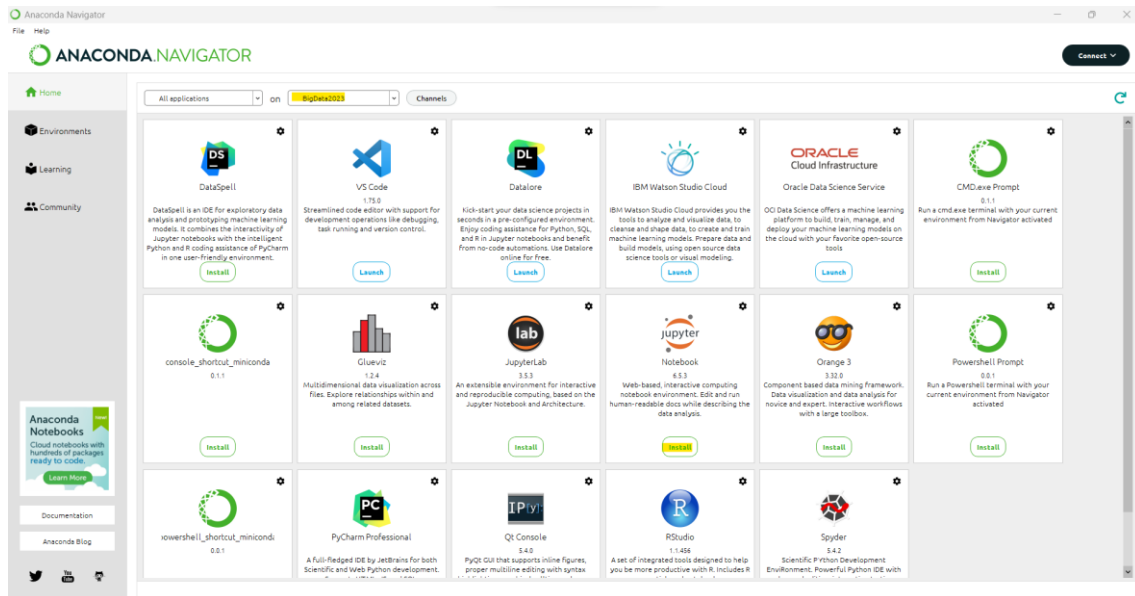 Anaconda Navigator
File Help
ANACONDA.NAVIGATOR
Connect
Home
Environments
Learning
Community
All applications on BigData2023 Channels
DS
DataSpell
DataSpell is an IDE for exploratory data
analysis and prototyping machine learning
models. It combines the interactivity of
Jupyter notebooks with the intelligent
Python and R coding assistance of PyCharm
in one user-friendly environment.
Install
VS Code
1.75.0
Streamlined code editor with support for
development operations like debugging,
task running and version control.
Launch
DL
Datalore
Kick-start your data science projects in
seconds in a pre-configured environment.
Enjoy coding assistance for Python, SQL,
and R in Jupyter notebooks and benefit
from no-code automations. Use Datalore
online for free.
Launch
IBM Watson Studio Cloud
IBM Watson Studio Cloud provides you the
tools to analyze and visualize data, to
cleanse and shape data, to create and train
machine learning models. Prepare data and
build models, using open source data
science tools or visual modeling.
Launch
ORACLE
Cloud Infrastructure
Oracle Data Science Service
OCI Data Science offers a machine learning
platform to build, train, manage, and
deploy your machine learning models on
the cloud with your favorite open-source
tools
Launch
CMD.exe Prompt
0.1.1
Run a cmd.exe terminal with your current
environment from Navigator activated
Install
console_shortcut_miniconda
0.1.1
Install
Glueviz
1.2.4
Multidimensional data visualization across
files. Explore relationships within and
among related datasets.
Install
lab
JupyterLab
3.5.3
An extensible environment for interactive
and reproducible computing, based on the
Jupyter Notebook and Architecture.
Install
jupyter
Notebook
6.5.3
Web-based, interactive computing
notebook environment. Edit and run
human-readable docs while describing the
data analysis.
Install
Orange 3
3.32.0
Component based data mining framework.
Data visualization and data analysis for
novice and expert. Interactive workflows
with a large toolbox.
Install
Powershell Prompt
0.0.1
Run a Powershell terminal with your
current environment from Navigator
activated
Install
powershell_shortcut_miniconda
0.0.1
PC
PyCharm Professional
A full-fledged IDE by JetBrains for both
Scientific and Web Python development.
IP[y]:
Qt Console
5.4.0
PyQt GUI that supports inline figures,
proper multiline editing with syntax
R
RStudio
1.1.456
A set of integrated tools designed to help
you be more productive with R. Includes R
Spyder
5.4.2
Scientific PYthon Development
EnviRonment. Powerful Python IDE with
Anaconda
Notebooks
Cloud notebooks with
hundreds of packages
ready to code.
Learn More
Documentation
Anaconda Blog
You
Tube